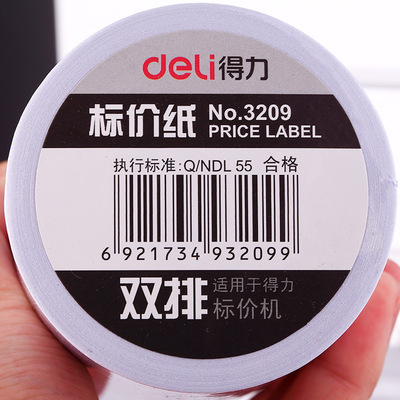 deli得力
标价纸 No.3209
PRICE LABEL
执行标准:Q/NDL 55 合格
6 921734 932099
双排 适用于得力
标价机